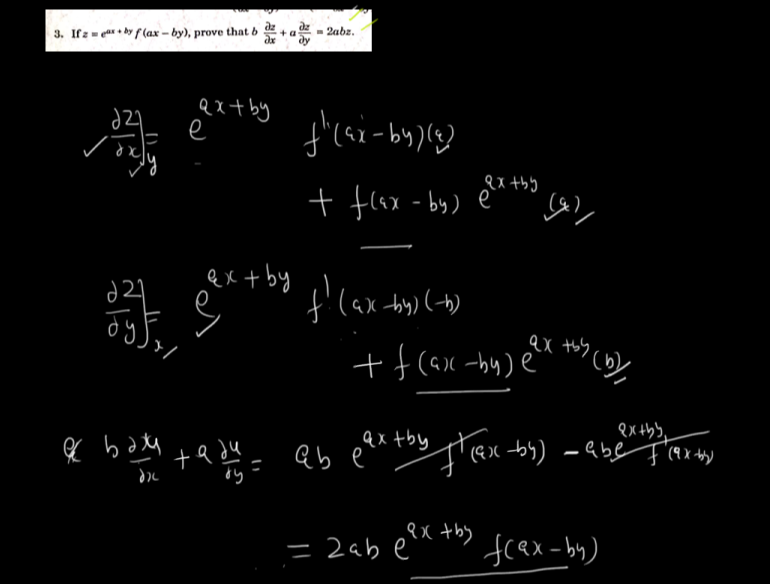 3. If z = e^{ax + by} f (ax – by), prove that b ∂z/∂x + a ∂z/∂y = 2abz.
∂z/∂x]_y = e^{ax+by} f'(ax-by)(a)
+ f(ax-by) e^{ax+by} (a)
∂z/∂y]_x = e^{ax+by} f'(ax-by)(-b)
+ f(ax-by) e^{ax+by} (b)
b ∂u/∂x + a ∂u/∂y = ab e^{ax+by} f'(ax-by) - abe^{ax+by} f'(ax-by)
= 2ab e^{ax+by} f(ax-by)